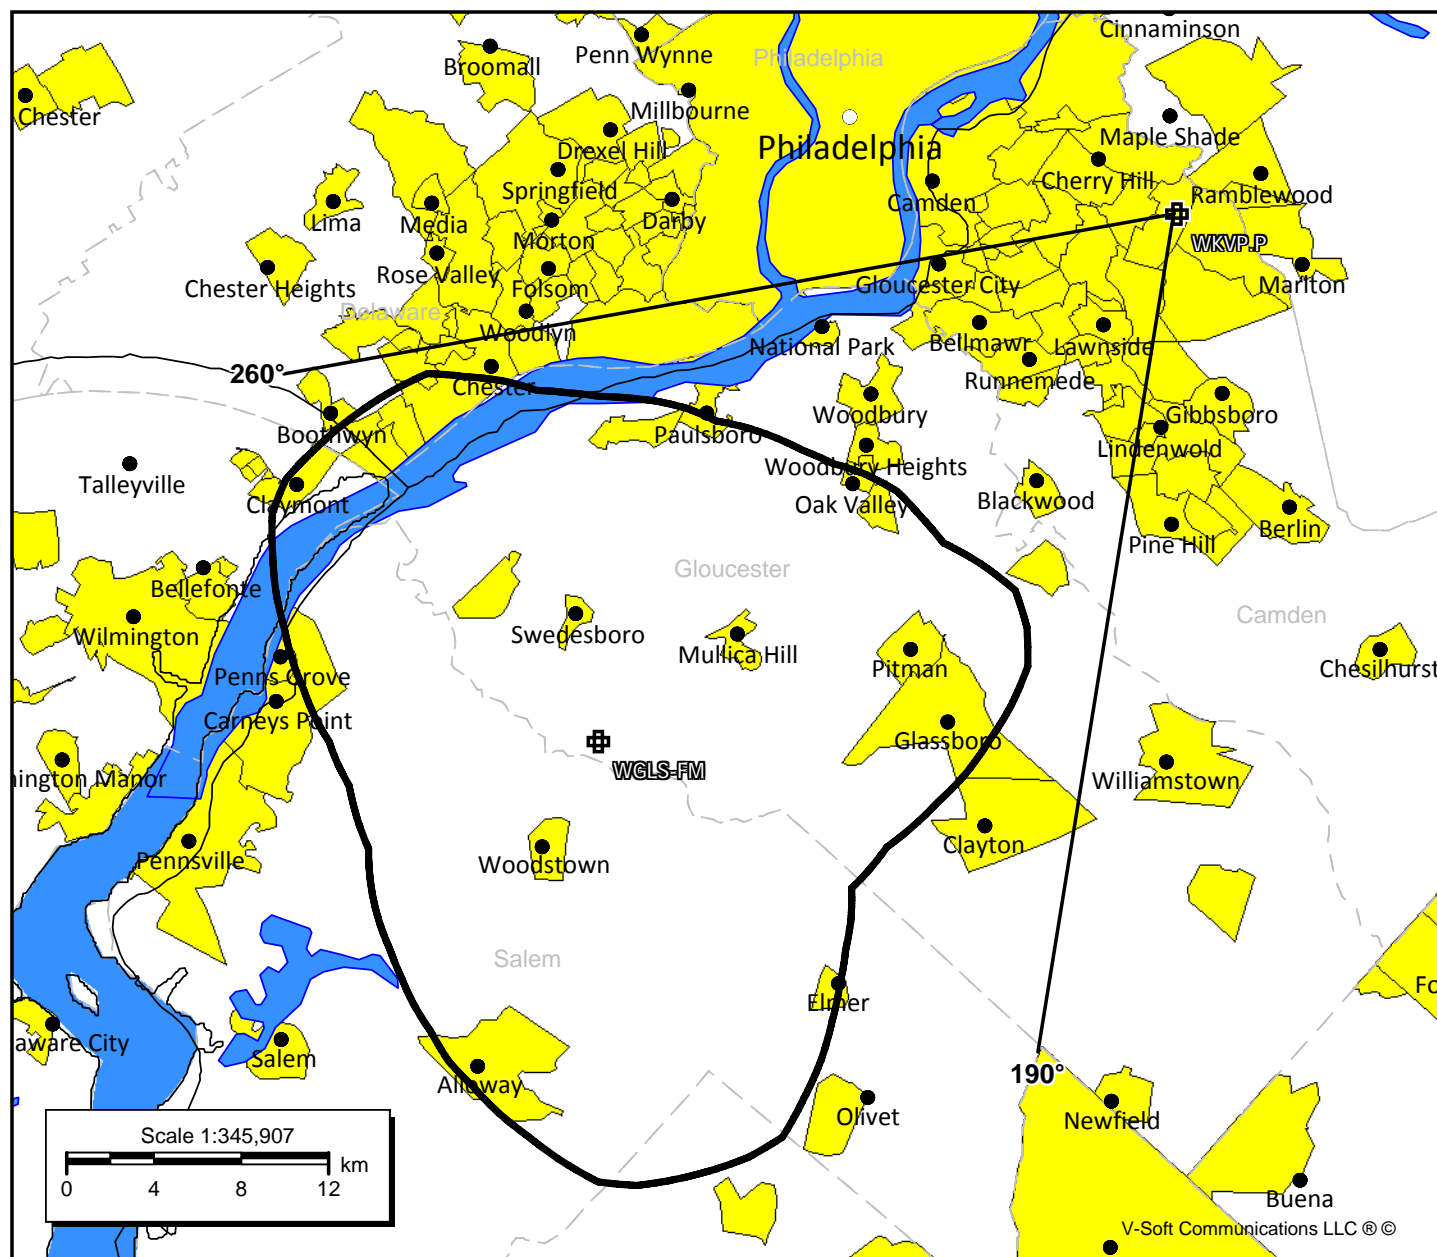 Cinnaminson
Penn Wynne
Philadelphia
Broomall
Millbourne
Chester
Maple Shade
Drexel Hill
Philadelphia
Springfield
Cherry Hill
Ramblewood
Camden
Lima
Media
Darby
Morton
WKVP.P
Rose Valley
Chester Heights
Folsom
Gloucester City
Marlton
Delaware
Woodlyn
National Park
Bellmawr
Lawnside
260°
Chester
Runnemede
Boothwyn
Paulsboro
Woodbury
Gibbsboro
Lindenwold
Talleyville
Woodbury Heights
Claymont
Oak Valley
Blackwood
Berlin
Pine Hill
Gloucester
Bellefonte
Camden
Wilmington
Swedesboro
Mullica Hill
Pitman
Chesilhurst
Penns Grove
Carneys Point
Glassboro
WGLS-FM
nington Manor
Williamstown
Clayton
Pennsville
Woodstown
Salem
Fo
Elmer
aware City
Salem
Alloway
190°
Olivet
Newfield
Scale 1:345,907
km
0 4 8 12
Buena
V-Soft Communications LLC ® ©